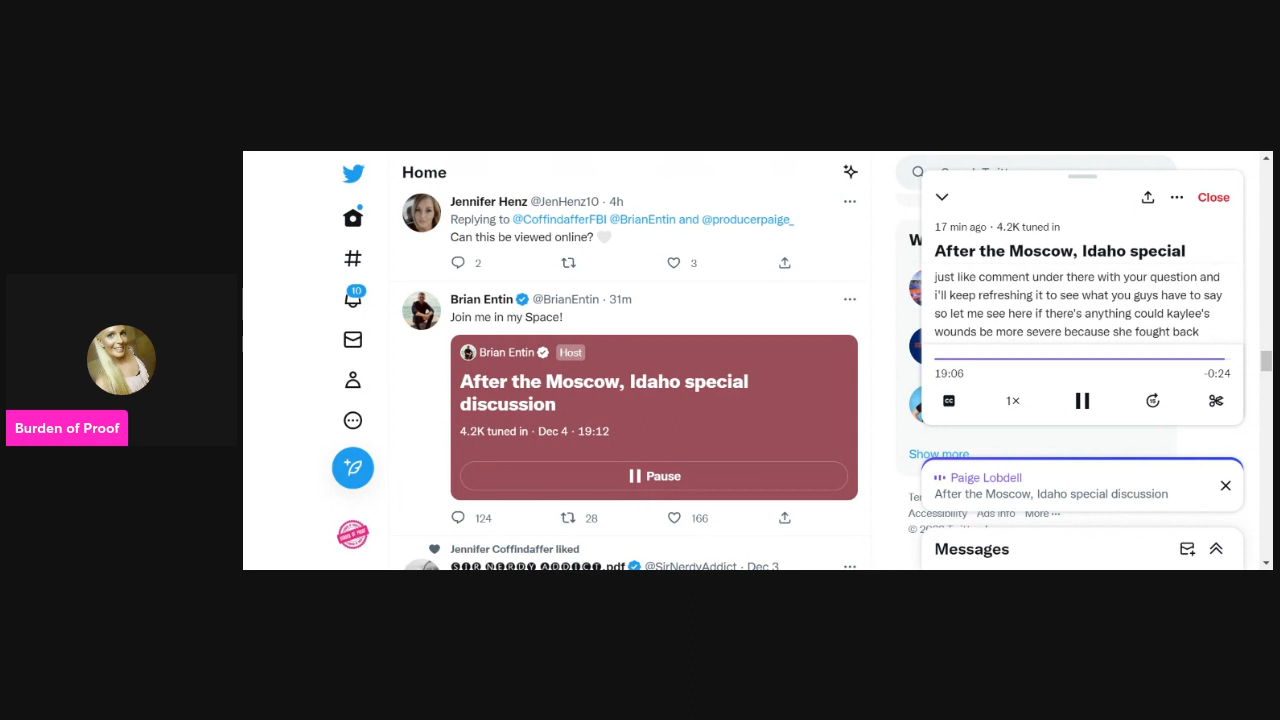 Burden of Proof
Home
Jennifer Henz @JenHenz10 · 4h
Replying to @CoffindafferFBI @BrianEntin and @producerpaige_
Can this be viewed online? 🤍
2
3
Brian Entin @BrianEntin · 31m
Join me in my Space!
Brian Entin Host
After the Moscow, Idaho special
discussion
4.2K tuned in · Dec 4 · 19:12
Pause
124
28
166
Jennifer Coffindaffer liked
🅢🅘🅡 🅝🅔🅡🅓🅨 🅐🅓🅓🅘🅒🅣.pdf @SirNerdyAddict · Dec 3
10
Close
17 min ago · 4.2K tuned in
After the Moscow, Idaho special
just like comment under there with your question and
i'll keep refreshing it to see what you guys have to say
so let me see here if there's anything could kaylee's
wounds be more severe because she fought back
19:06
-0:24
CC
1×
15
W
Show more
Paige Lobdell
After the Moscow, Idaho special discussion
Accessibility Ads info More ···
Messages